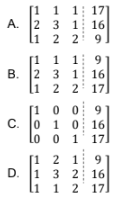 A. [1 1 1 17]
[2 3 1 16]
[1 2 2 9]
B. [1 1 1 9]
[2 3 1 16]
[1 2 2 17]
C. [1 0 0 9]
[0 1 0 16]
[0 0 1 17]
D. [1 2 1 9]
[1 3 2 16]
[1 1 2 17]